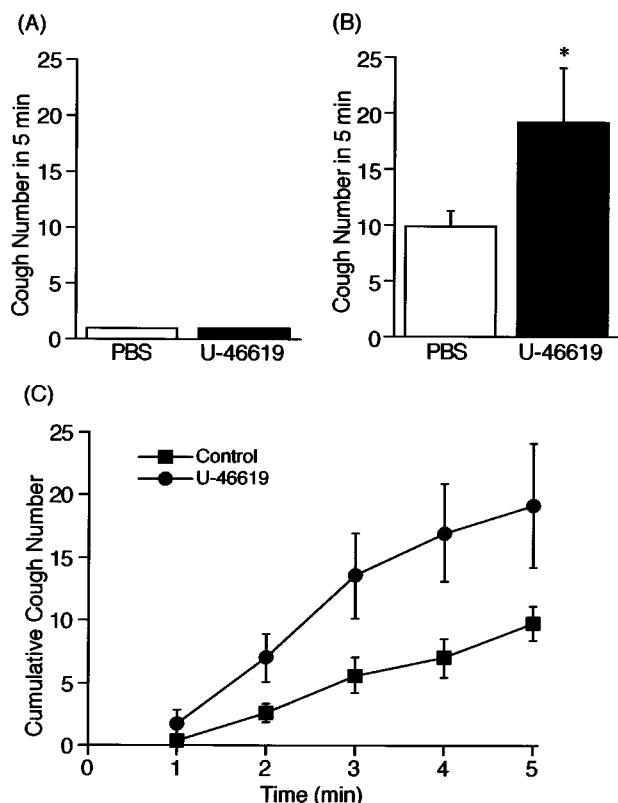 (A)
Cough Number in 5 min
25
20
15
10
5
0
PBS U-46619
(B)
Cough Number in 5 min
25
20
15
10
5
0
*
PBS U-46619
(C)
Cumulative Cough Number
25
20
15
10
5
0
Control
U-46619
0 1 2 3 4 5
Time (min)